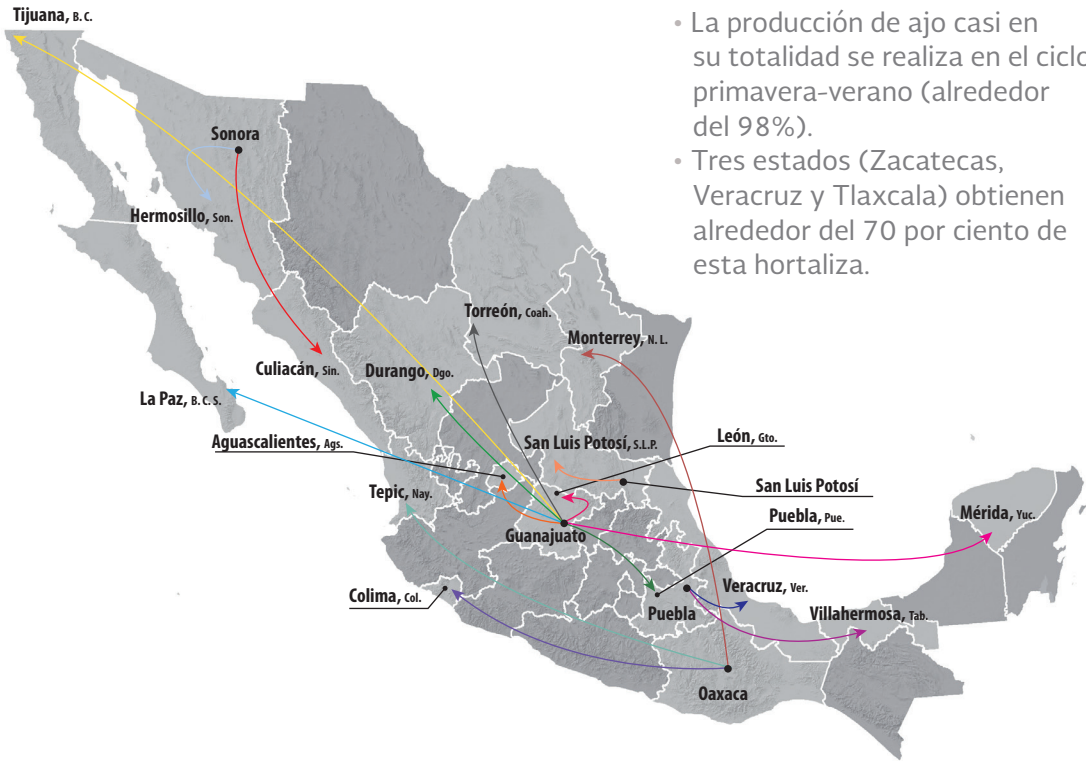 Tijuana, B. C.
• La producción de ajo casi en
su totalidad se realiza en el ciclo
primavera-verano (alrededor
del 98%).
• Tres estados (Zacatecas,
Veracruz y Tlaxcala) obtienen
alrededor del 70 por ciento de
esta hortaliza.
Sonora
Hermosillo, Son.
Torreón, Coah.
Monterrey, N. L.
Culiacán, Sin.
Durango, Dgo.
La Paz, B. C. S.
Aguascalientes, Ags.
San Luis Potosí, S.L.P.
León, Gto.
Tepic, Nay.
San Luis Potosí
Guanajuato
Puebla, Pue.
Mérida, Yuc.
Colima, Col.
Puebla
Veracruz, Ver.
Villahermosa, Tab.
Oaxaca